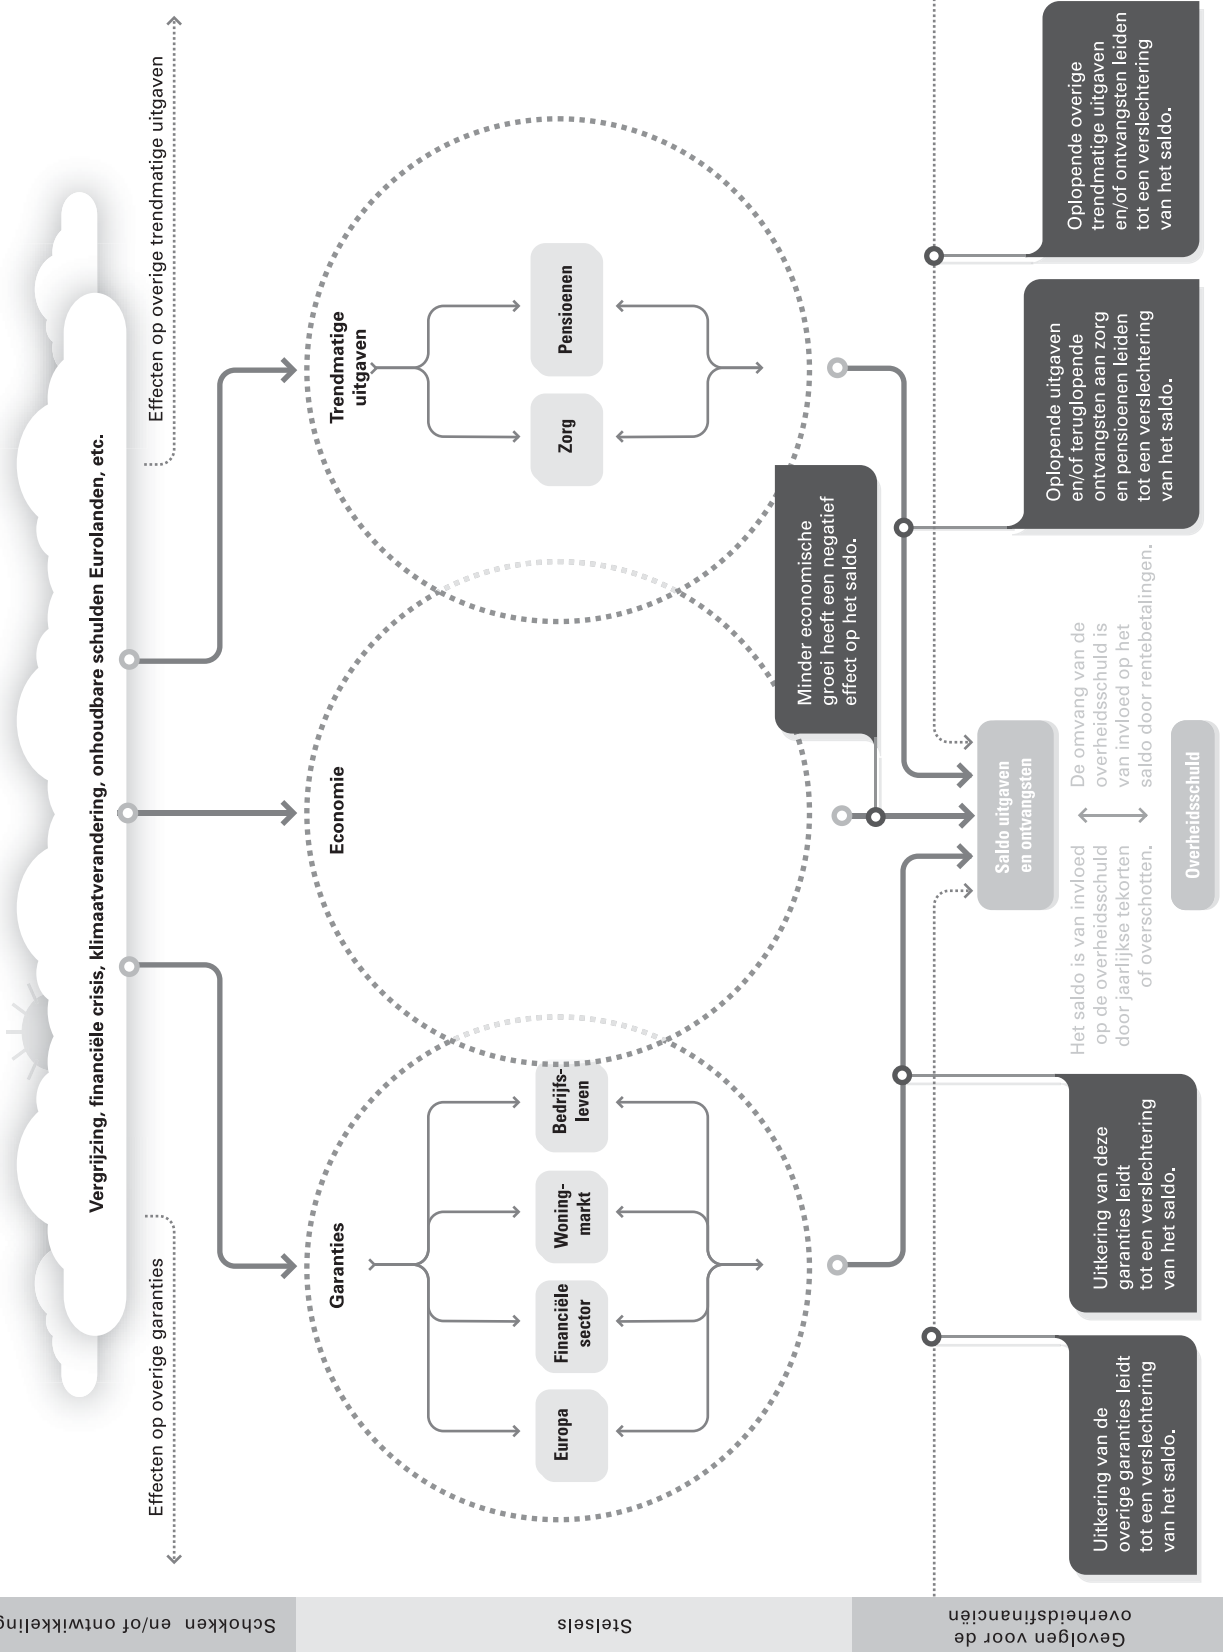 Schokken en/of ontwikkeling
Vergrijzing, financiële crisis, klimaatverandering, onhoudbare schulden Eurolanden, etc.
Effecten op overige garanties
Effecten op overige trendmatige uitgaven
Stelsels
Garanties
Europa
Financiële
sector
Woning-
markt
Bedrijfs-
leven
Economie
Trendmatige
uitgaven
Zorg
Pensioenen
Gevolgen voor de
overheidsfinanciën
Minder economische
groei heeft een negatief
effect op het saldo.
Uitkering van de
overige garanties leidt
tot een verslechtering
van het saldo.
Uitkering van deze
garanties leidt
tot een verslechtering
van het saldo.
Saldo uitgaven
en ontvangsten
Het saldo is van invloed
op de overheidsschuld
door jaarlijkse tekorten
of overschotten.
De omvang van de
overheidsschuld is
van invloed op het
saldo door rentebetalingen.
Overheidsschuld
Oplopende uitgaven
en/of teruglopende
ontvangsten aan zorg
en pensioenen leiden
tot een verslechtering
van het saldo.
Oplopende overige
trendmatige uitgaven
en/of ontvangsten leiden
tot een verslechtering
van het saldo.